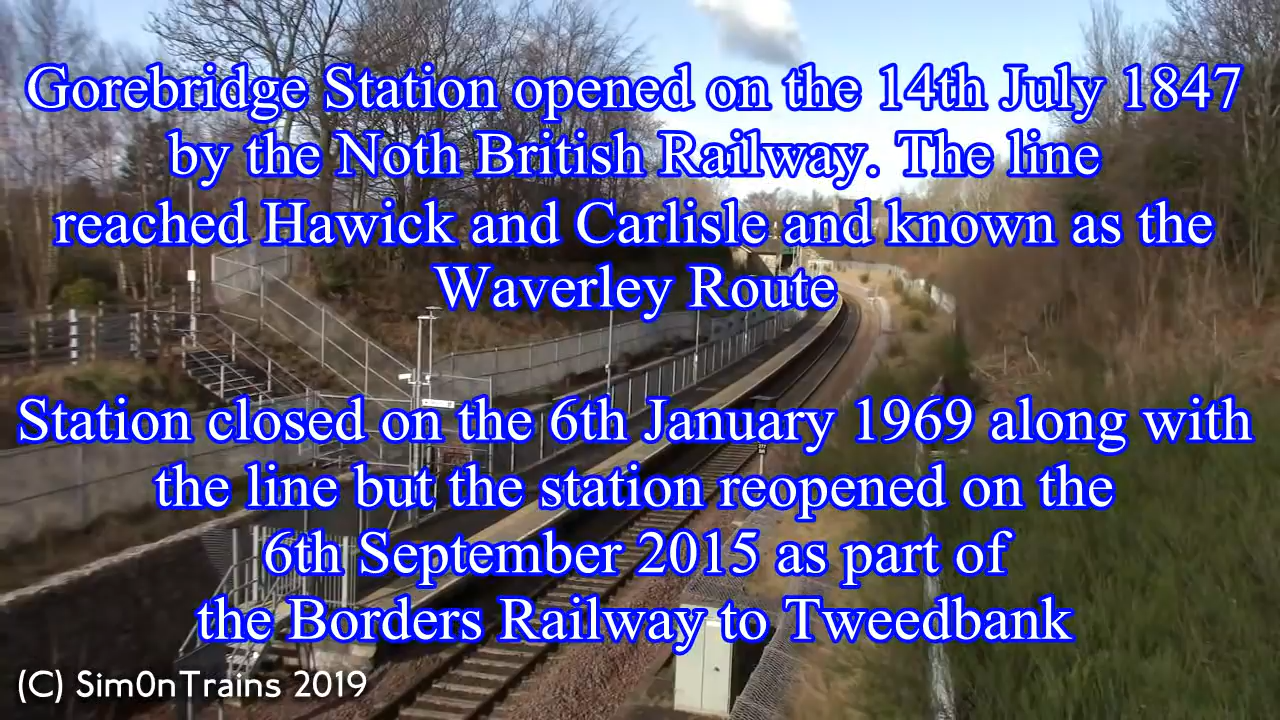 Gorebridge Station opened on the 14th July 1847
by the Noth British Railway. The line
reached Hawick and Carlisle and known as the
Waverley Route
Station closed on the 6th January 1969 along with
the line but the station reopened on the
6th September 2015 as part of
the Borders Railway to Tweedbank
(C) Sim0nTrains 2019